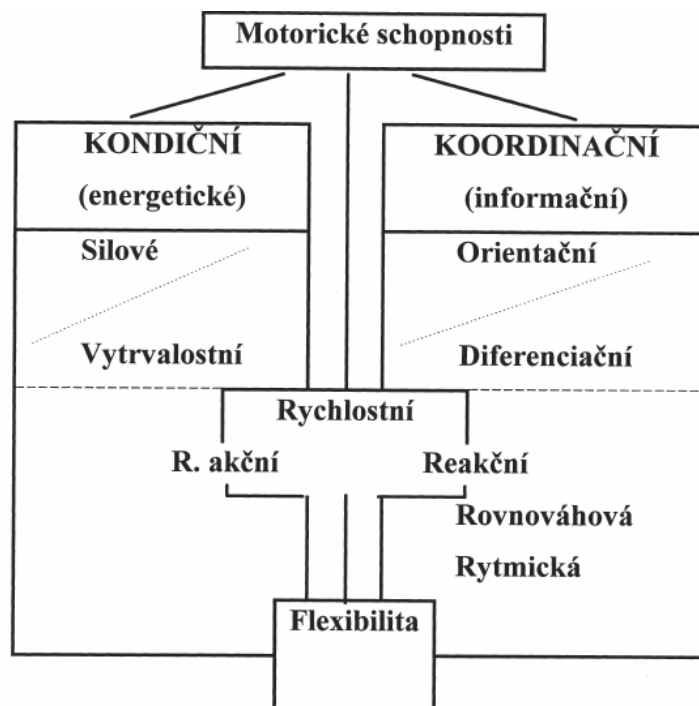 Motorické schopnosti
KONDIČNÍ
(energetické)
KOORDINAČNÍ
(informační)
Silové
Orientační
Vytrvalostní
Diferenciační
Rychlostní
R. akční
Reakční
Rovnováhová
Rytmická
Flexibilita